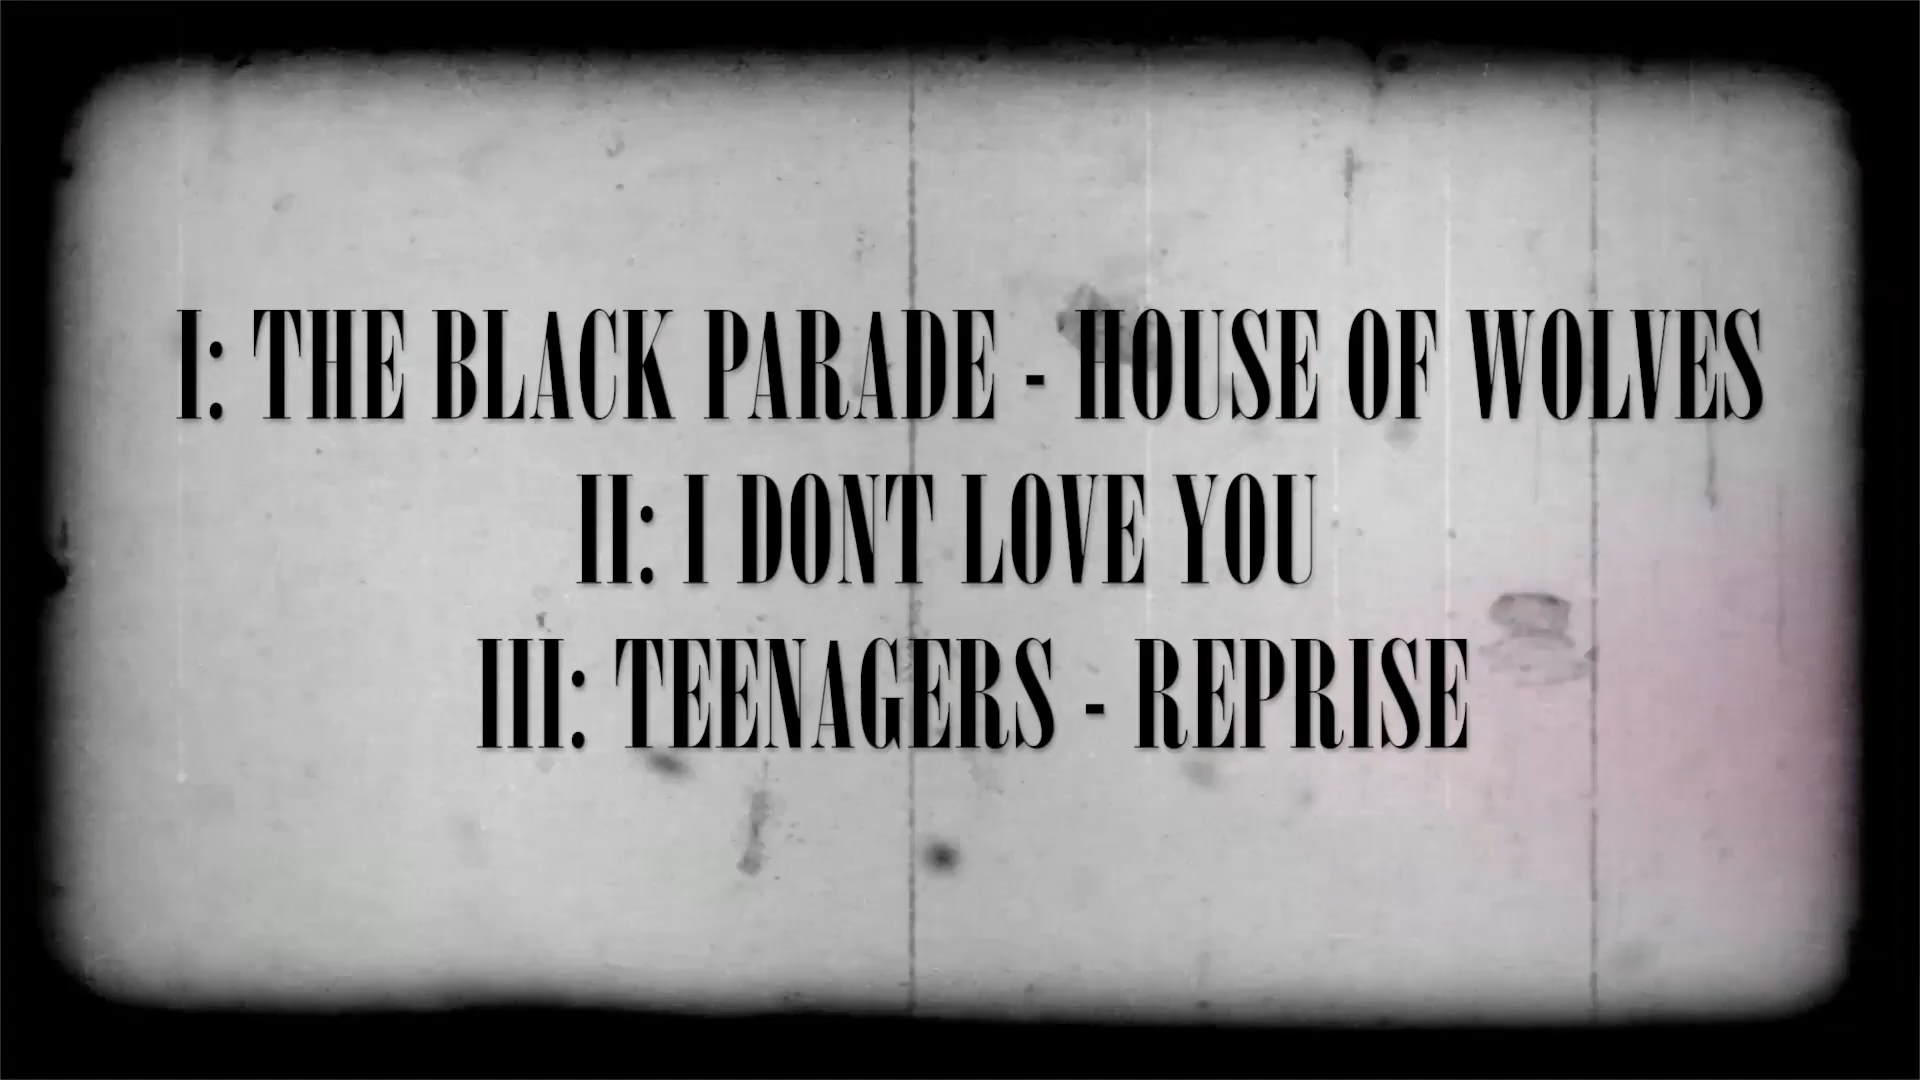 I: THE BLACK PARADE - HOUSE OF WOLVES
II: I DONT LOVE YOU
III: TEENAGERS - REPRISE